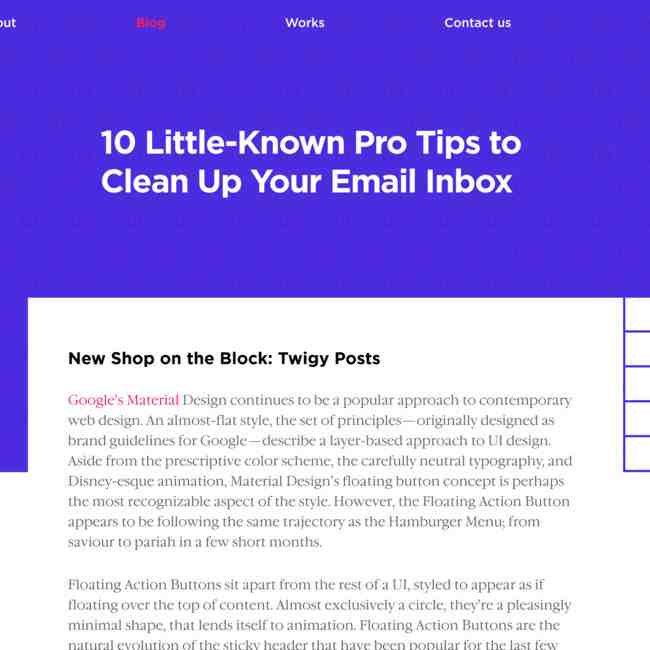 Blog Works Contact us
10 Little-Known Pro Tips to
Clean Up Your Email Inbox
New Shop on the Block: Twigy Posts
Google's Material Design continues to be a popular approach to contemporary
web design. An almost-flat style, the set of principles—originally designed as
brand guidelines for Google—describe a layer-based approach to UI design.
Aside from the prescriptive color scheme, the carefully neutral typography, and
Disney-esque animation, Material Design's floating button concept is perhaps
the most recognizable aspect of the style. However, the Floating Action Button
appears to be following the same trajectory as the Hamburger Menu; from
saviour to pariah in a few short months.
Floating Action Buttons sit apart from the rest of a UI, styled to appear as if
floating over the top of content. Almost exclusively a circle, they're a pleasingly
minimal shape, that lends itself to animation. Floating Action Buttons are the
natural evolution of the sticky header that have been popular for the last few